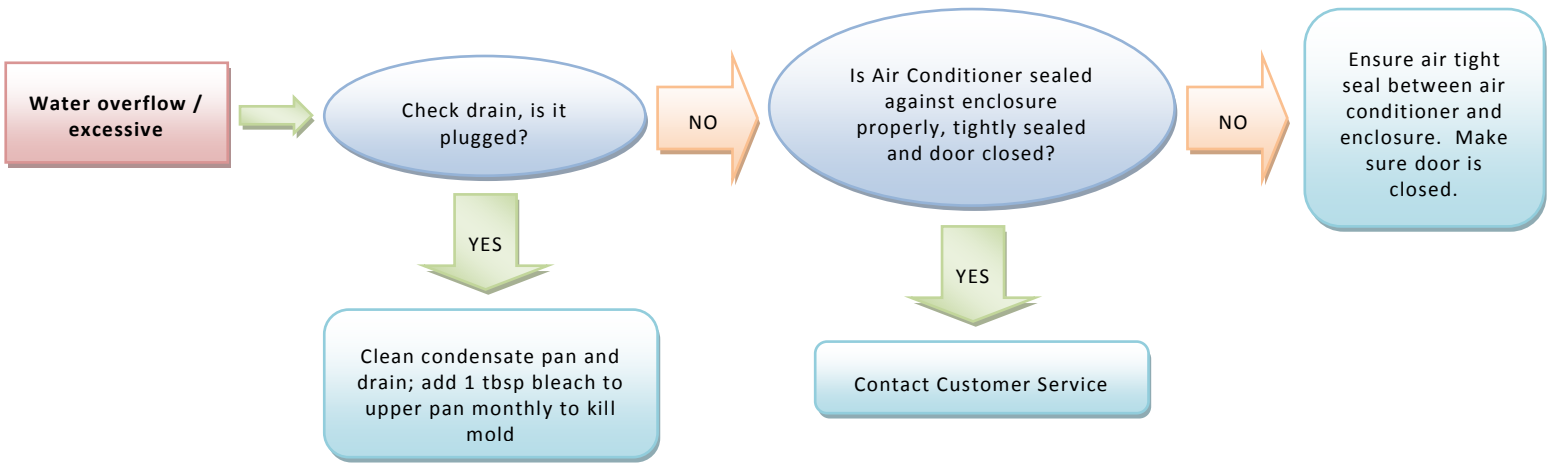 Water overflow /
excessive
Check drain, is it
plugged?
NO
Is Air Conditioner sealed
against enclosure
properly, tightly sealed
and door closed?
NO
Ensure air tight
seal between air
conditioner and
enclosure.  Make
sure door is
closed.
YES
YES
Clean condensate pan and
drain; add 1 tbsp bleach to
upper pan monthly to kill
mold
Contact Customer Service